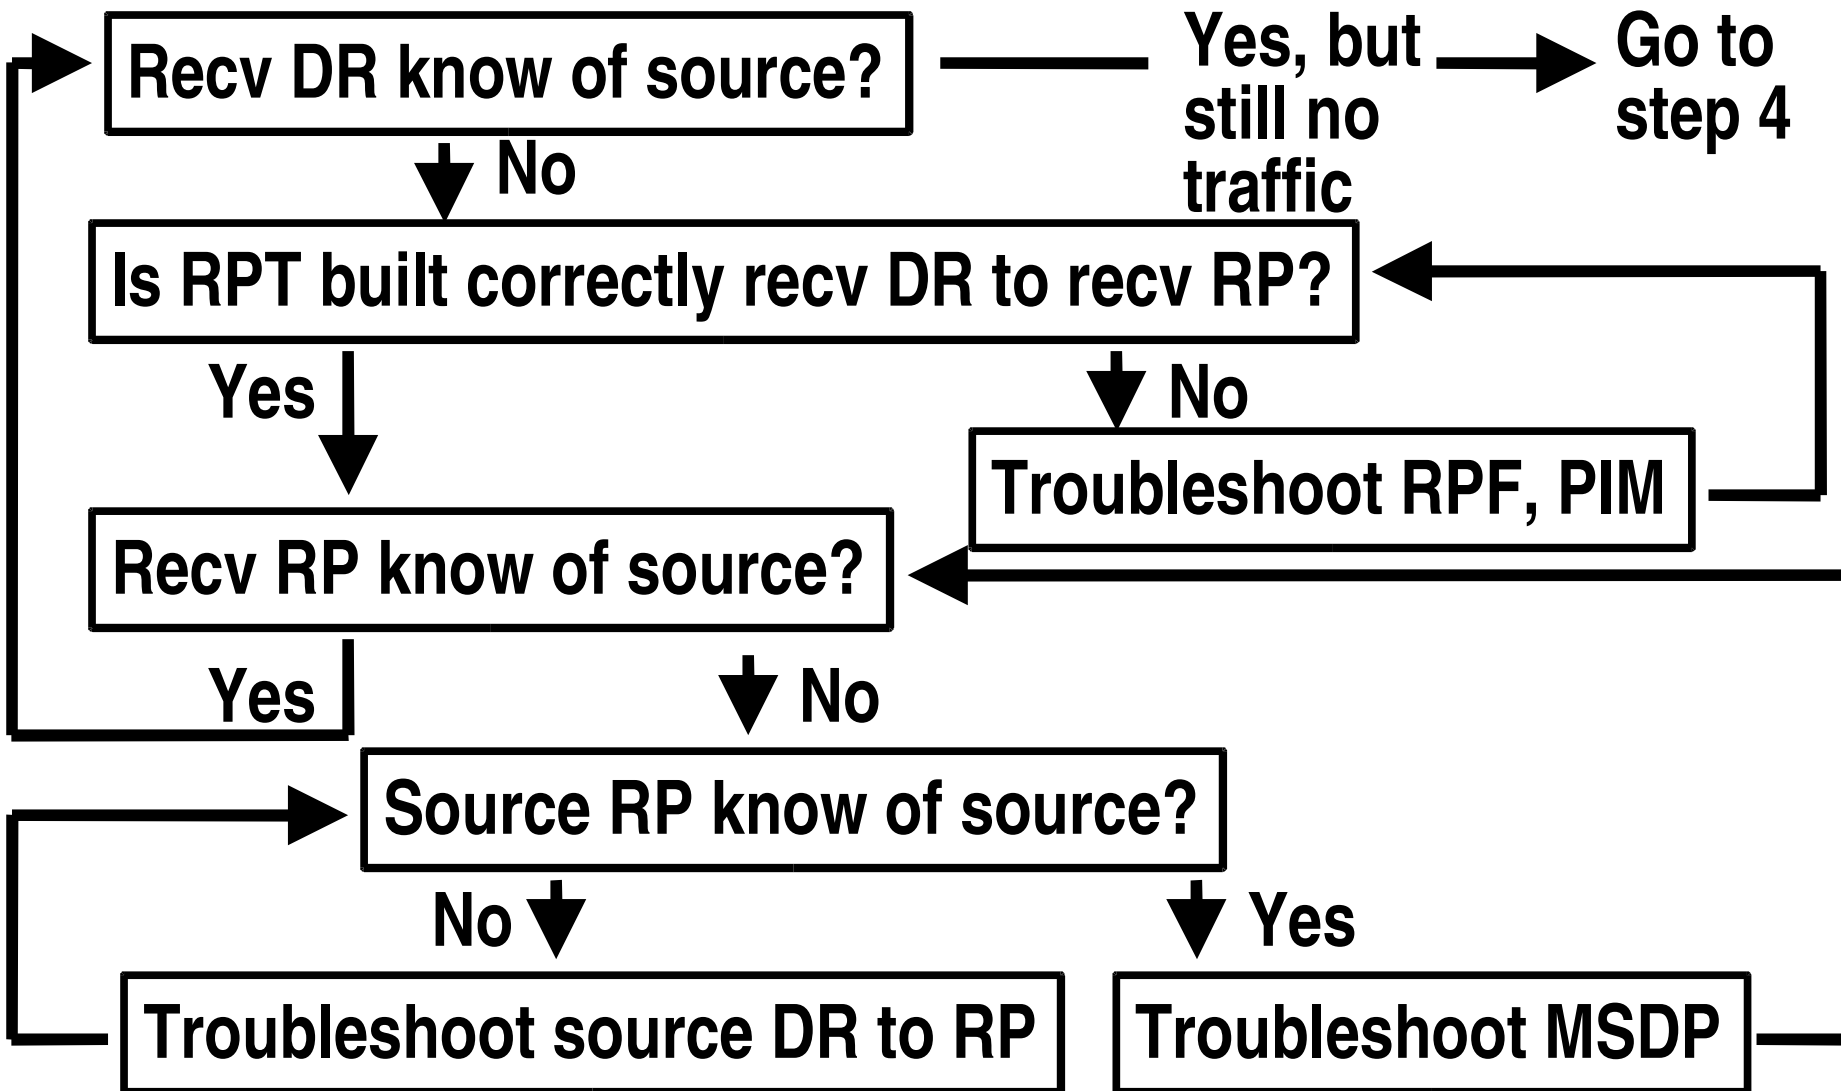 Recv DR know of source?
Yes, but
still no
traffic
Go to
step 4
No
Is RPT built correctly recv DR to recv RP?
Yes
No
Troubleshoot RPF, PIM
Recv RP know of source?
Yes
No
Source RP know of source?
No
Yes
Troubleshoot source DR to RP
Troubleshoot MSDP